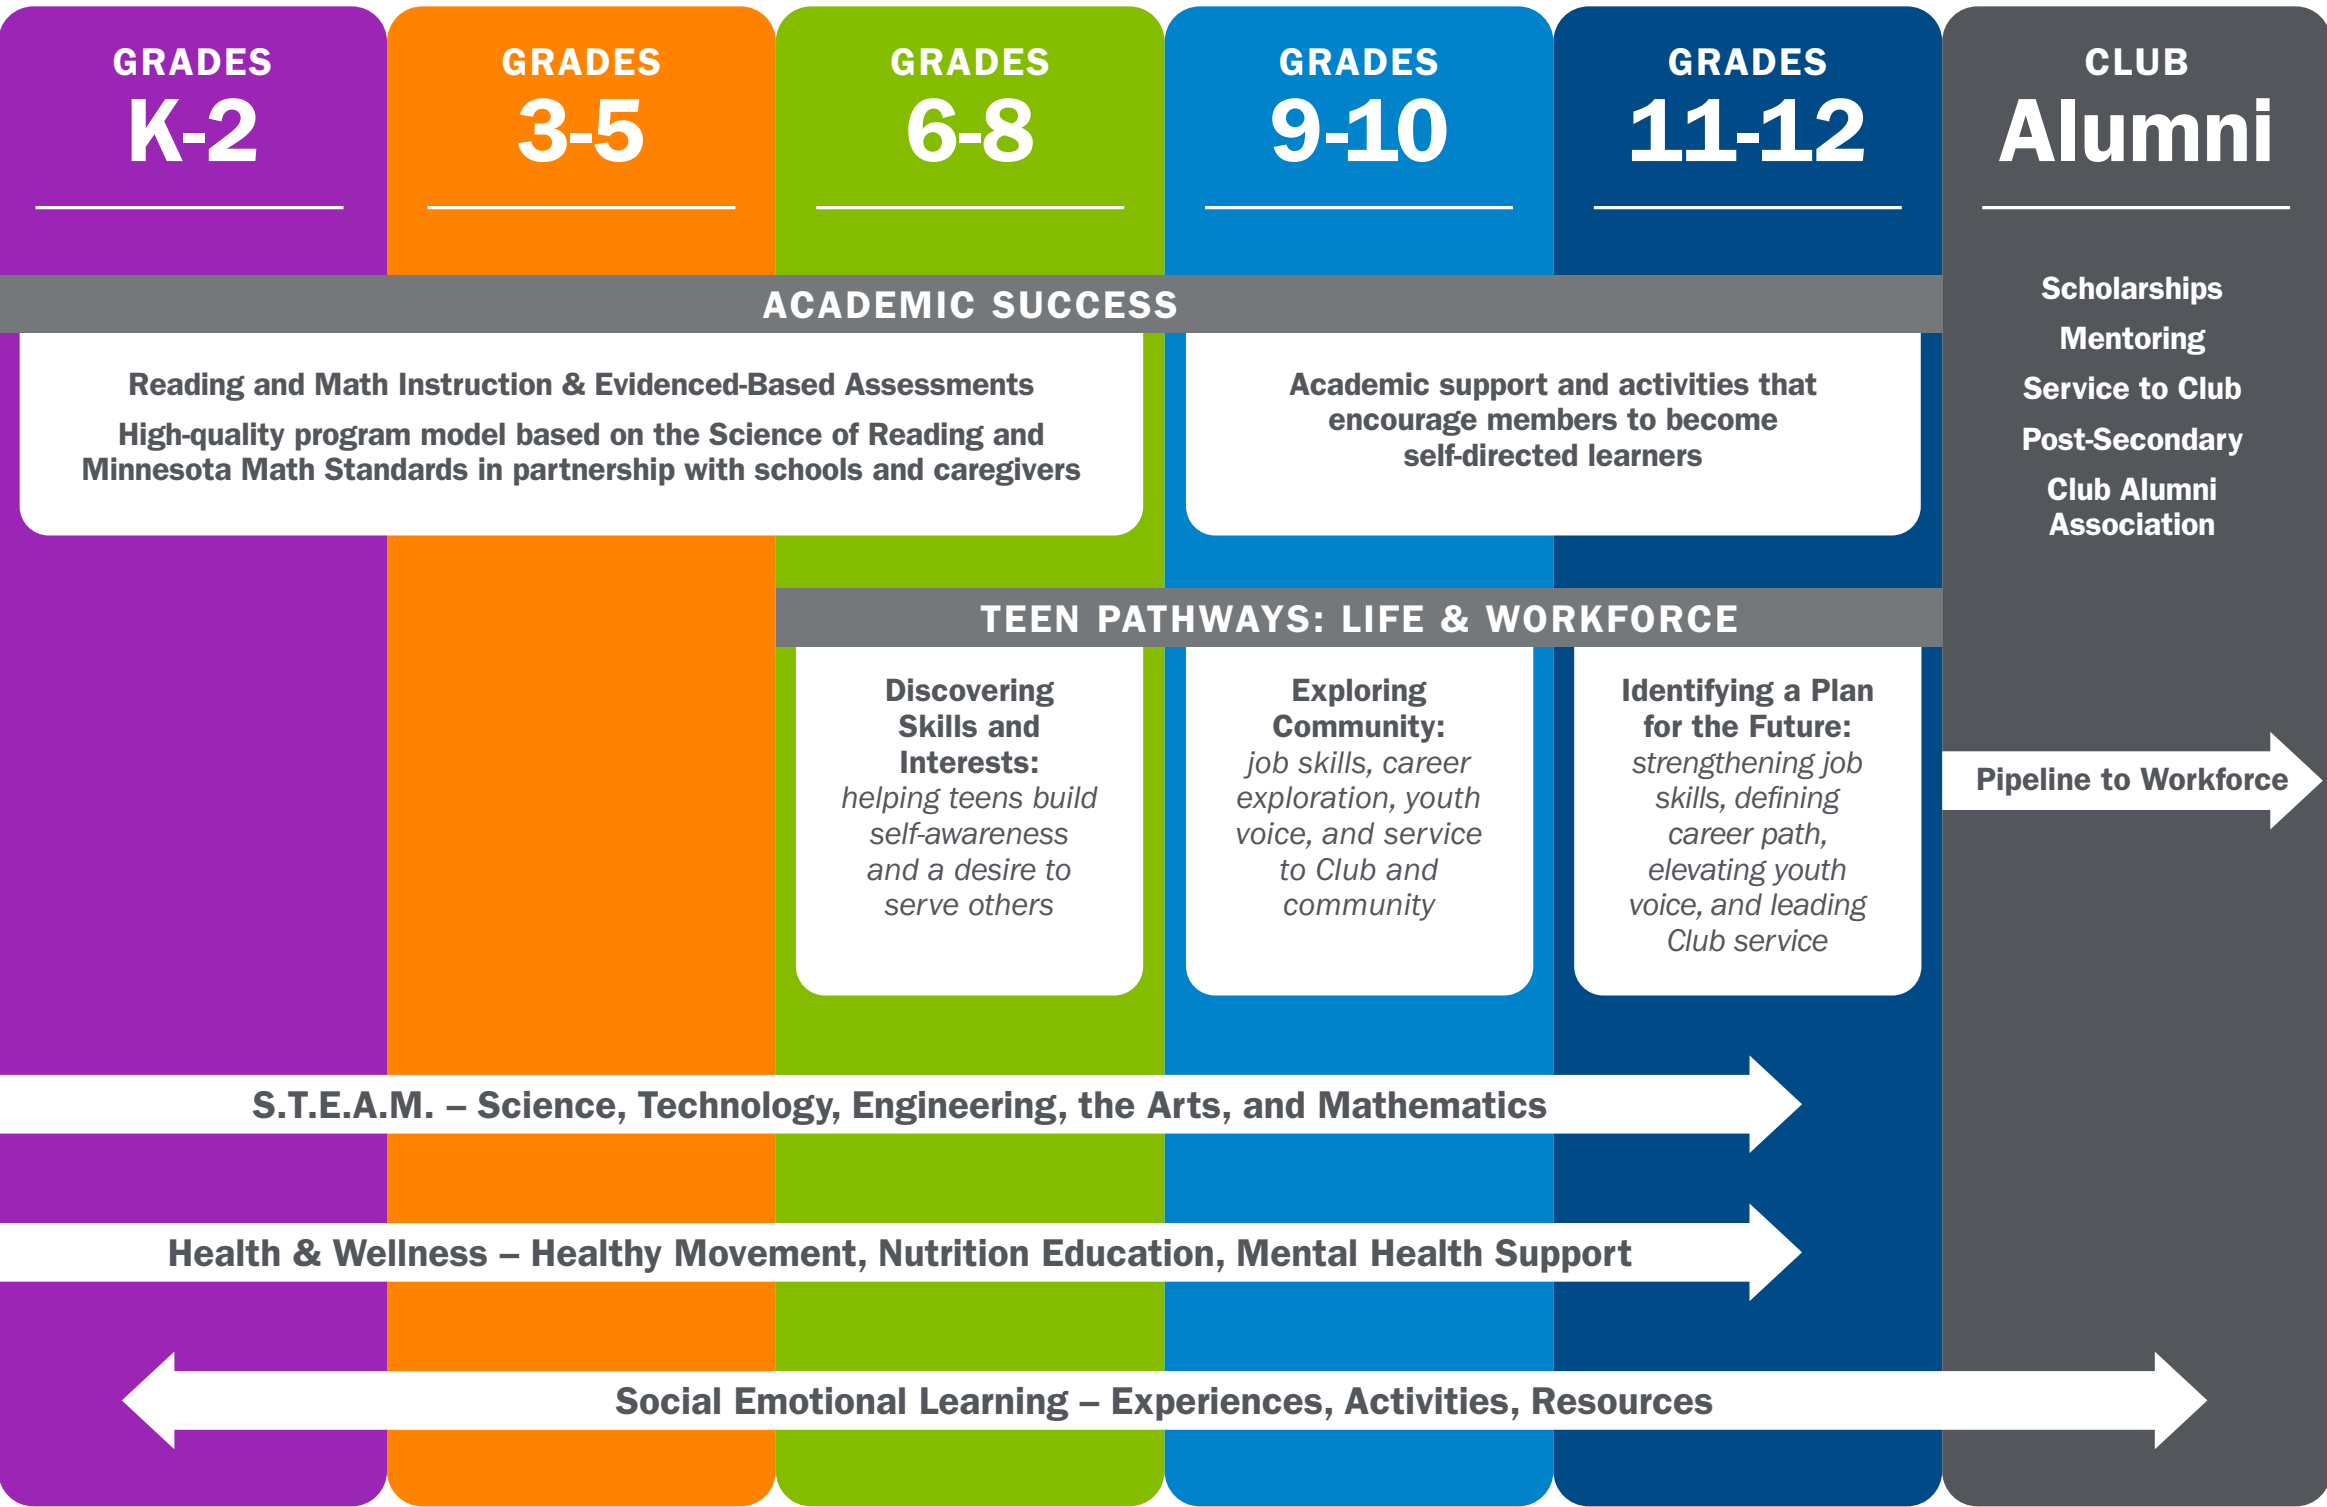 GRADES
K-2
GRADES
3-5
GRADES
6-8
GRADES
9-10
GRADES
11-12
CLUB
Alumni
ACADEMIC SUCCESS
Reading and Math Instruction & Evidenced-Based Assessments
High-quality program model based on the Science of Reading and
Minnesota Math Standards in partnership with schools and caregivers
Academic support and activities that
encourage members to become
self-directed learners
Scholarships
Mentoring
Service to Club
Post-Secondary
Club Alumni
Association
TEEN PATHWAYS: LIFE & WORKFORCE
Discovering
Skills and
Interests:
helping teens build
self-awareness
and a desire to
serve others
Exploring
Community:
job skills, career
exploration, youth
voice, and service
to Club and
community
Identifying a Plan
for the Future:
strengthening job
skills, defining
career path,
elevating youth
voice, and leading
Club service
Pipeline to Workforce
S.T.E.A.M. – Science, Technology, Engineering, the Arts, and Mathematics
Health & Wellness – Healthy Movement, Nutrition Education, Mental Health Support
Social Emotional Learning – Experiences, Activities, Resources